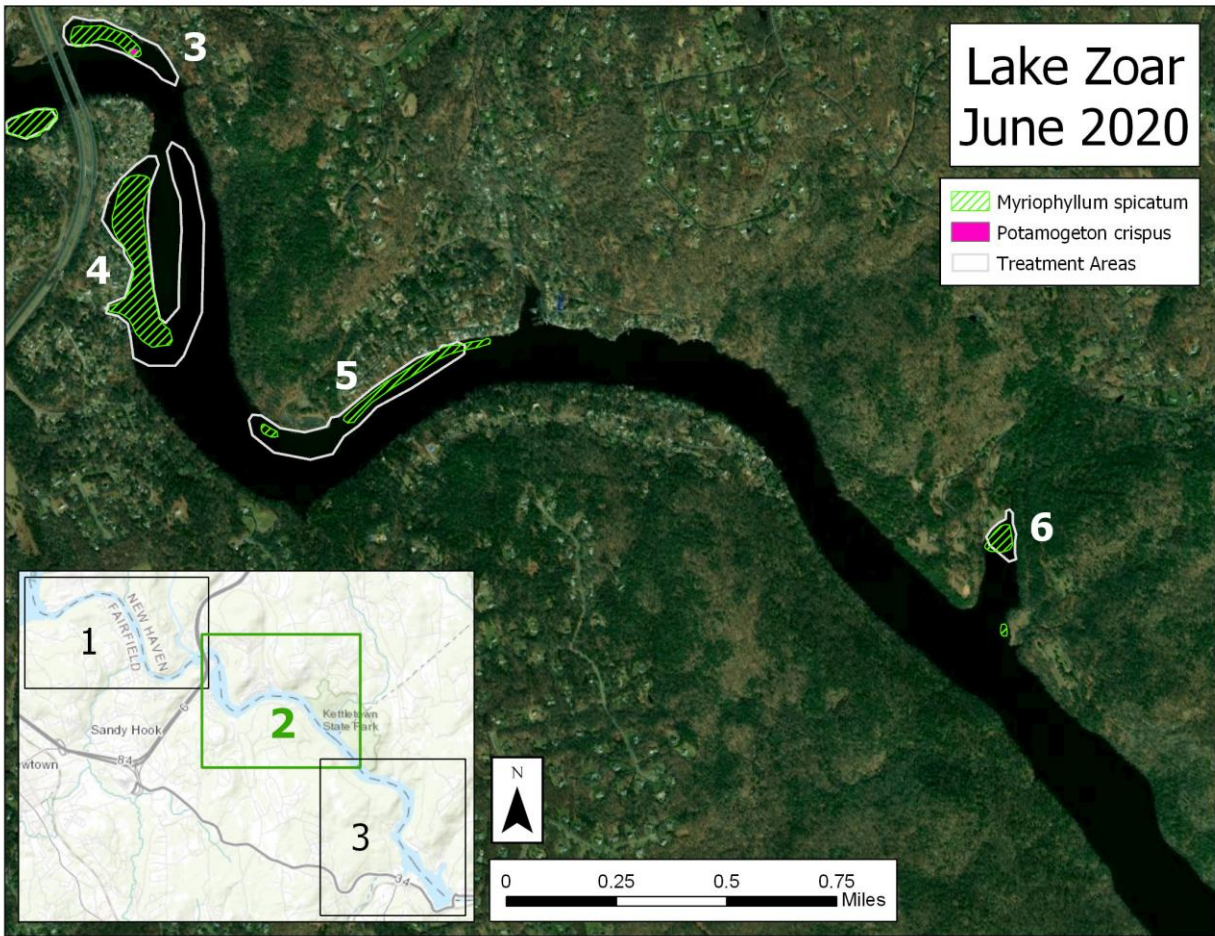 Lake Zoar
June 2020
Myriophyllum spicatum
Potamogeton crispus
Treatment Areas
3
4
5
6
1
NEW HAVEN
FAIRFIELD
6
2
Kettletown
State Park
Sandy Hook
84
wtown
3
34
N
0 0.25 0.5 0.75
Miles